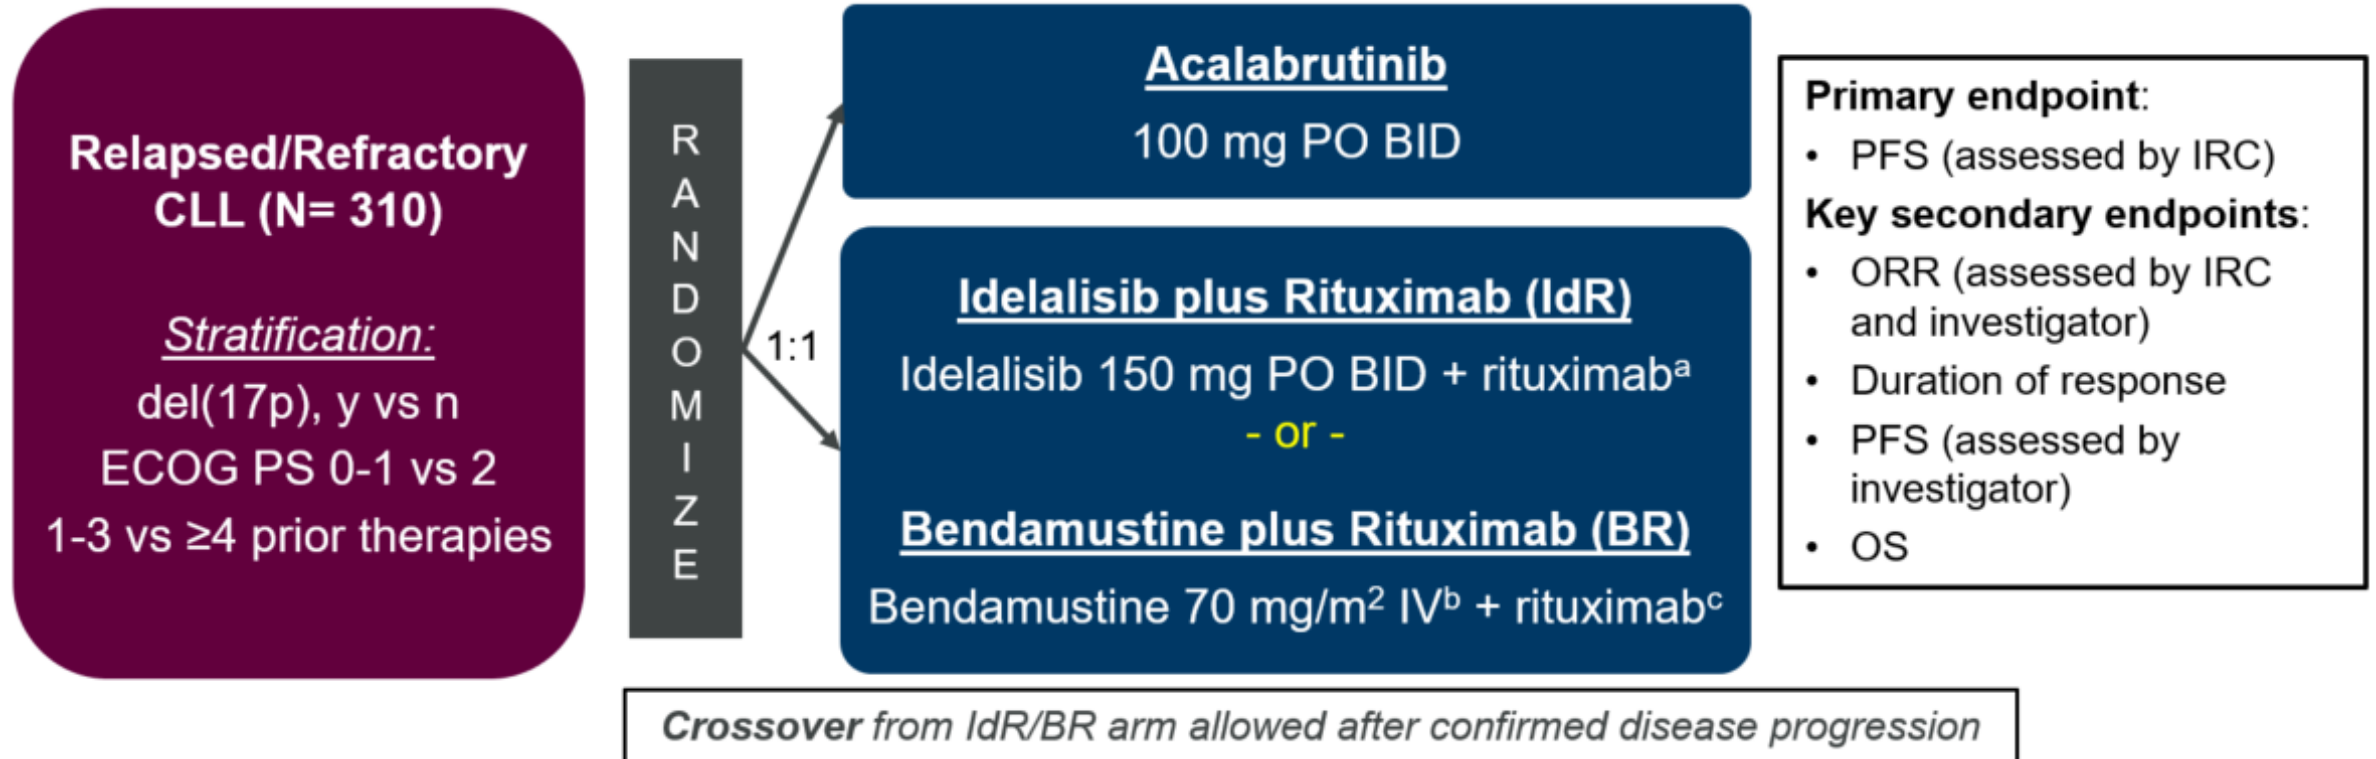 Relapsed/Refractory
CLL (N= 310)
Stratification:
del(17p), y vs n
ECOG PS 0-1 vs 2
1-3 vs ≥4 prior therapies
R
A
N
D
O
M
I
Z
E
1:1
Acalabrutinib
100 mg PO BID
Idelalisib plus Rituximab (IdR)
Idelalisib 150 mg PO BID + rituximabᵃ
- or -
Bendamustine plus Rituximab (BR)
Bendamustine 70 mg/m² IVᵇ + rituximabᶜ
Primary endpoint:
• PFS (assessed by IRC)
Key secondary endpoints:
• ORR (assessed by IRC
and investigator)
• Duration of response
• PFS (assessed by
investigator)
• OS
Crossover from IdR/BR arm allowed after confirmed disease progression